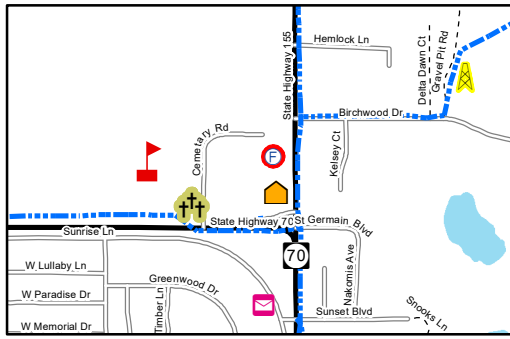 Hemlock Ln
State Highway 155
Delta Dawn Ct
Gravel Pit Rd
Birchwood Dr
Cemetary Rd
Kelsey Ct
F
State Highway 70
St Germain Blvd
Sunrise Ln
70
W Lullaby Ln
Greenwood Dr
Nakomis Ave
W Paradise Dr
Timber Ln
Snooks Ln
Sunset Blvd
W Memorial Dr